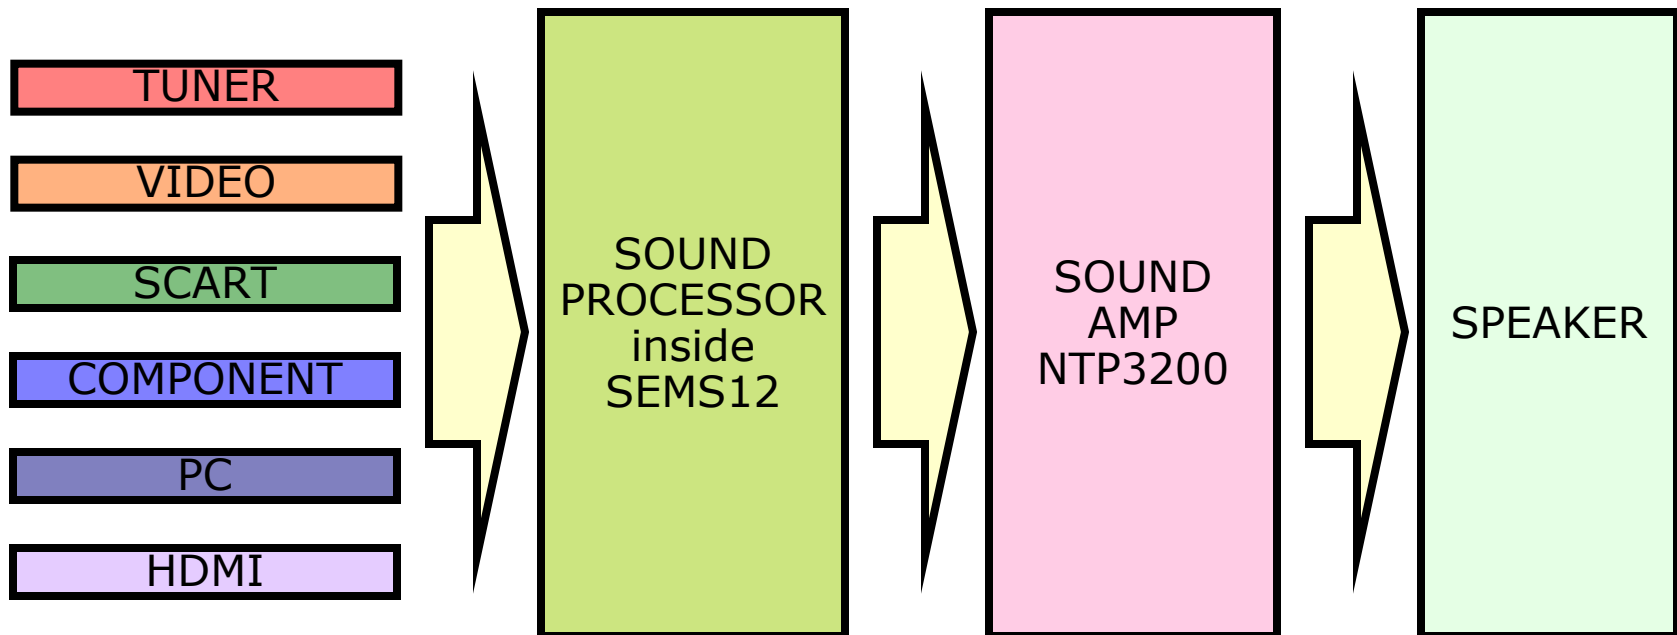 TUNER
VIDEO
SCART
COMPONENT
PC
HDMI
SOUND
PROCESSOR
inside
SEMS12
SOUND
AMP
NTP3200
SPEAKER